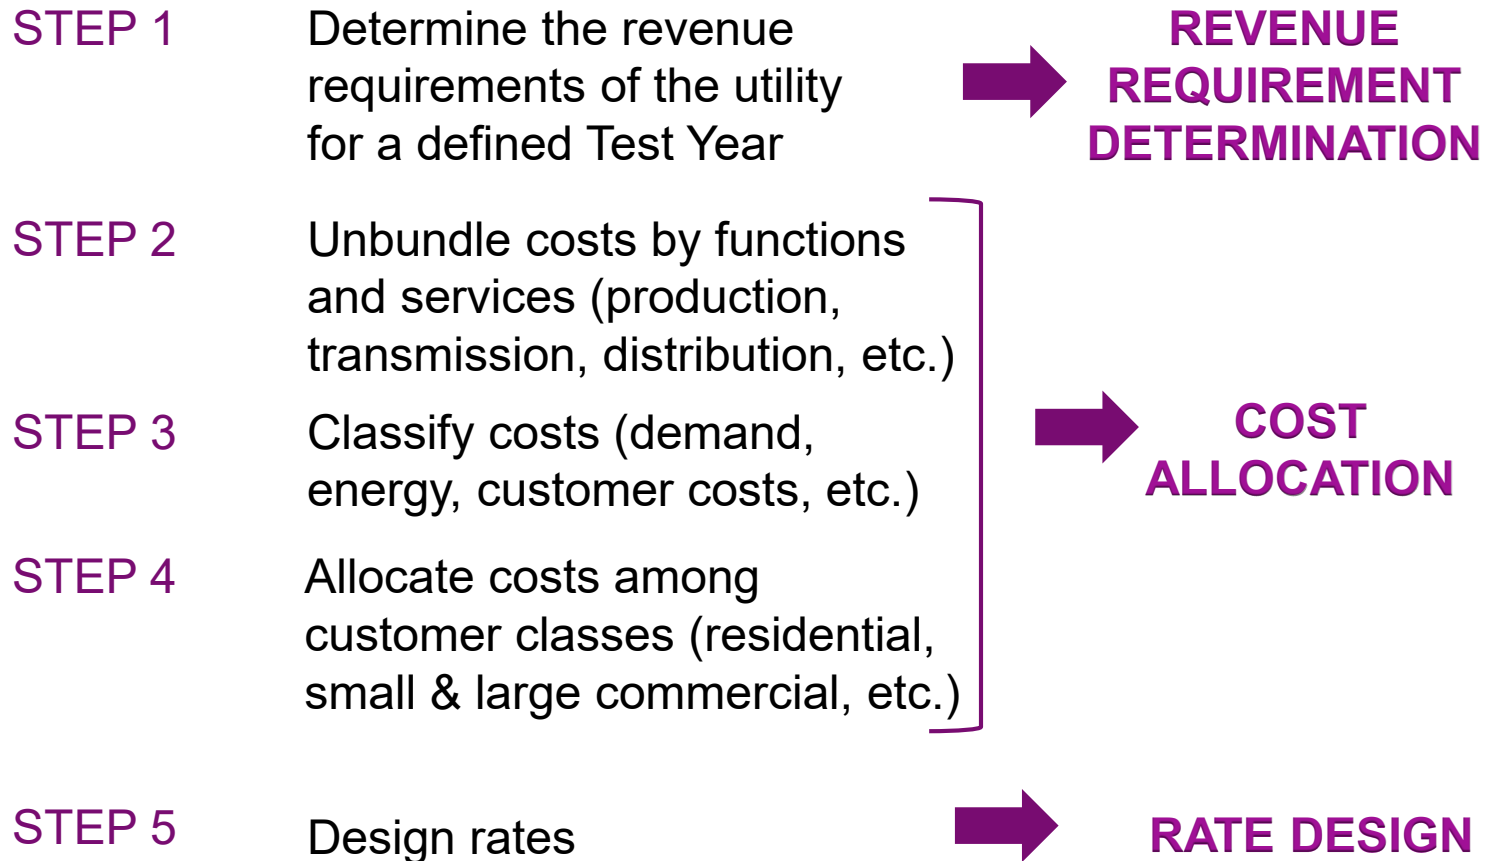 STEP 1
Determine the revenue
requirements of the utility
for a defined Test Year
REVENUE
REQUIREMENT
DETERMINATION
STEP 2
Unbundle costs by functions
and services (production,
transmission, distribution, etc.)
STEP 3
Classify costs (demand,
energy, customer costs, etc.)
STEP 4
Allocate costs among
customer classes (residential,
small & large commercial, etc.)
COST
ALLOCATION
STEP 5
Design rates
RATE DESIGN